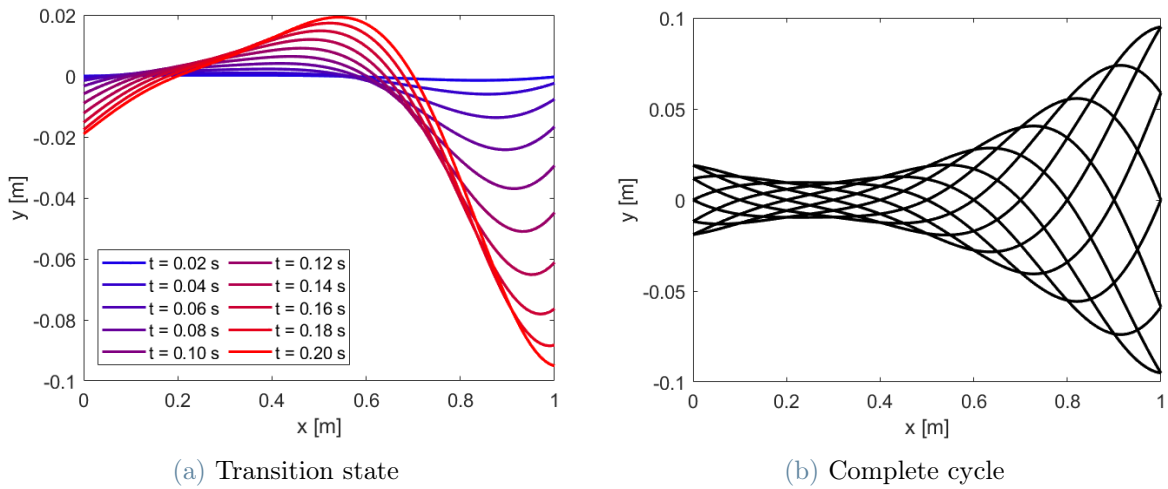 0.02
0
-0.02
-0.04
-0.06
-0.08
-0.1
y [m]
t = 0.02 s t = 0.12 s
t = 0.04 s t = 0.14 s
t = 0.06 s t = 0.16 s
t = 0.08 s t = 0.18 s
t = 0.10 s t = 0.20 s
0 0.2 0.4 0.6 0.8 1
x [m]
(a) Transition state
0.1
0.05
0
-0.05
-0.1
y [m]
0 0.2 0.4 0.6 0.8 1
x [m]
(b) Complete cycle